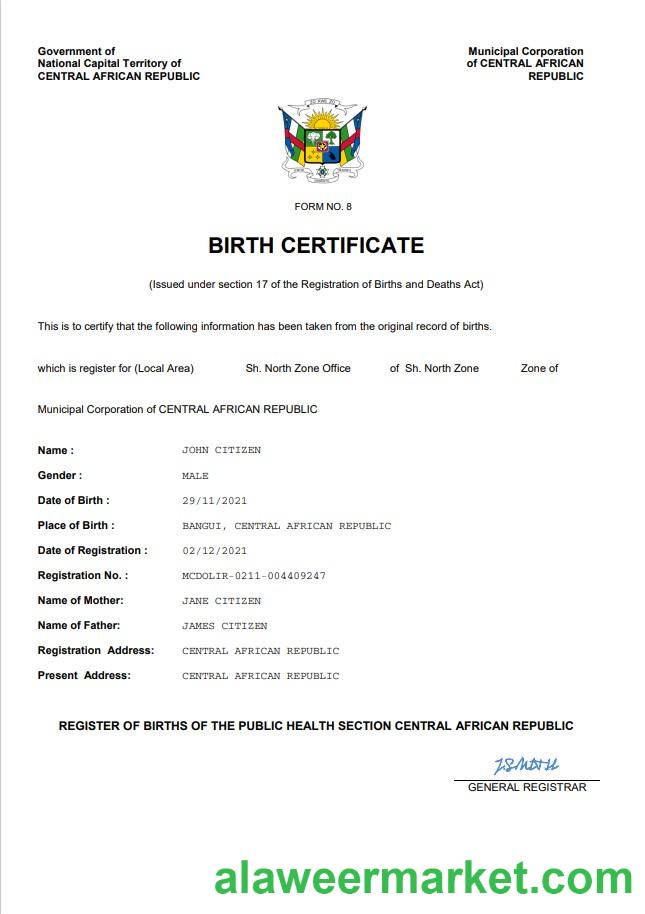 Government of
National Capital Territory of
CENTRAL AFRICAN REPUBLIC
Municipal Corporation
of CENTRAL AFRICAN
REPUBLIC
FORM NO. 8
BIRTH CERTIFICATE
(Issued under section 17 of the Registration of Births and Deaths Act)
This is to certify that the following information has been taken from the original record of births.
which is register for (Local Area) Sh. North Zone Office of Sh. North Zone Zone of
Municipal Corporation of CENTRAL AFRICAN REPUBLIC
Name : JOHN CITIZEN
Gender : MALE
Date of Birth : 29/11/2021
Place of Birth : BANGUI, CENTRAL AFRICAN REPUBLIC
Date of Registration : 02/12/2021
Registration No. : MCDOLIR-0211-004409247
Name of Mother: JANE CITIZEN
Name of Father: JAMES CITIZEN
Registration Address: CENTRAL AFRICAN REPUBLIC
Present Address: CENTRAL AFRICAN REPUBLIC
REGISTER OF BIRTHS OF THE PUBLIC HEALTH SECTION CENTRAL AFRICAN REPUBLIC
GENERAL REGISTRAR
alaweermarket.com